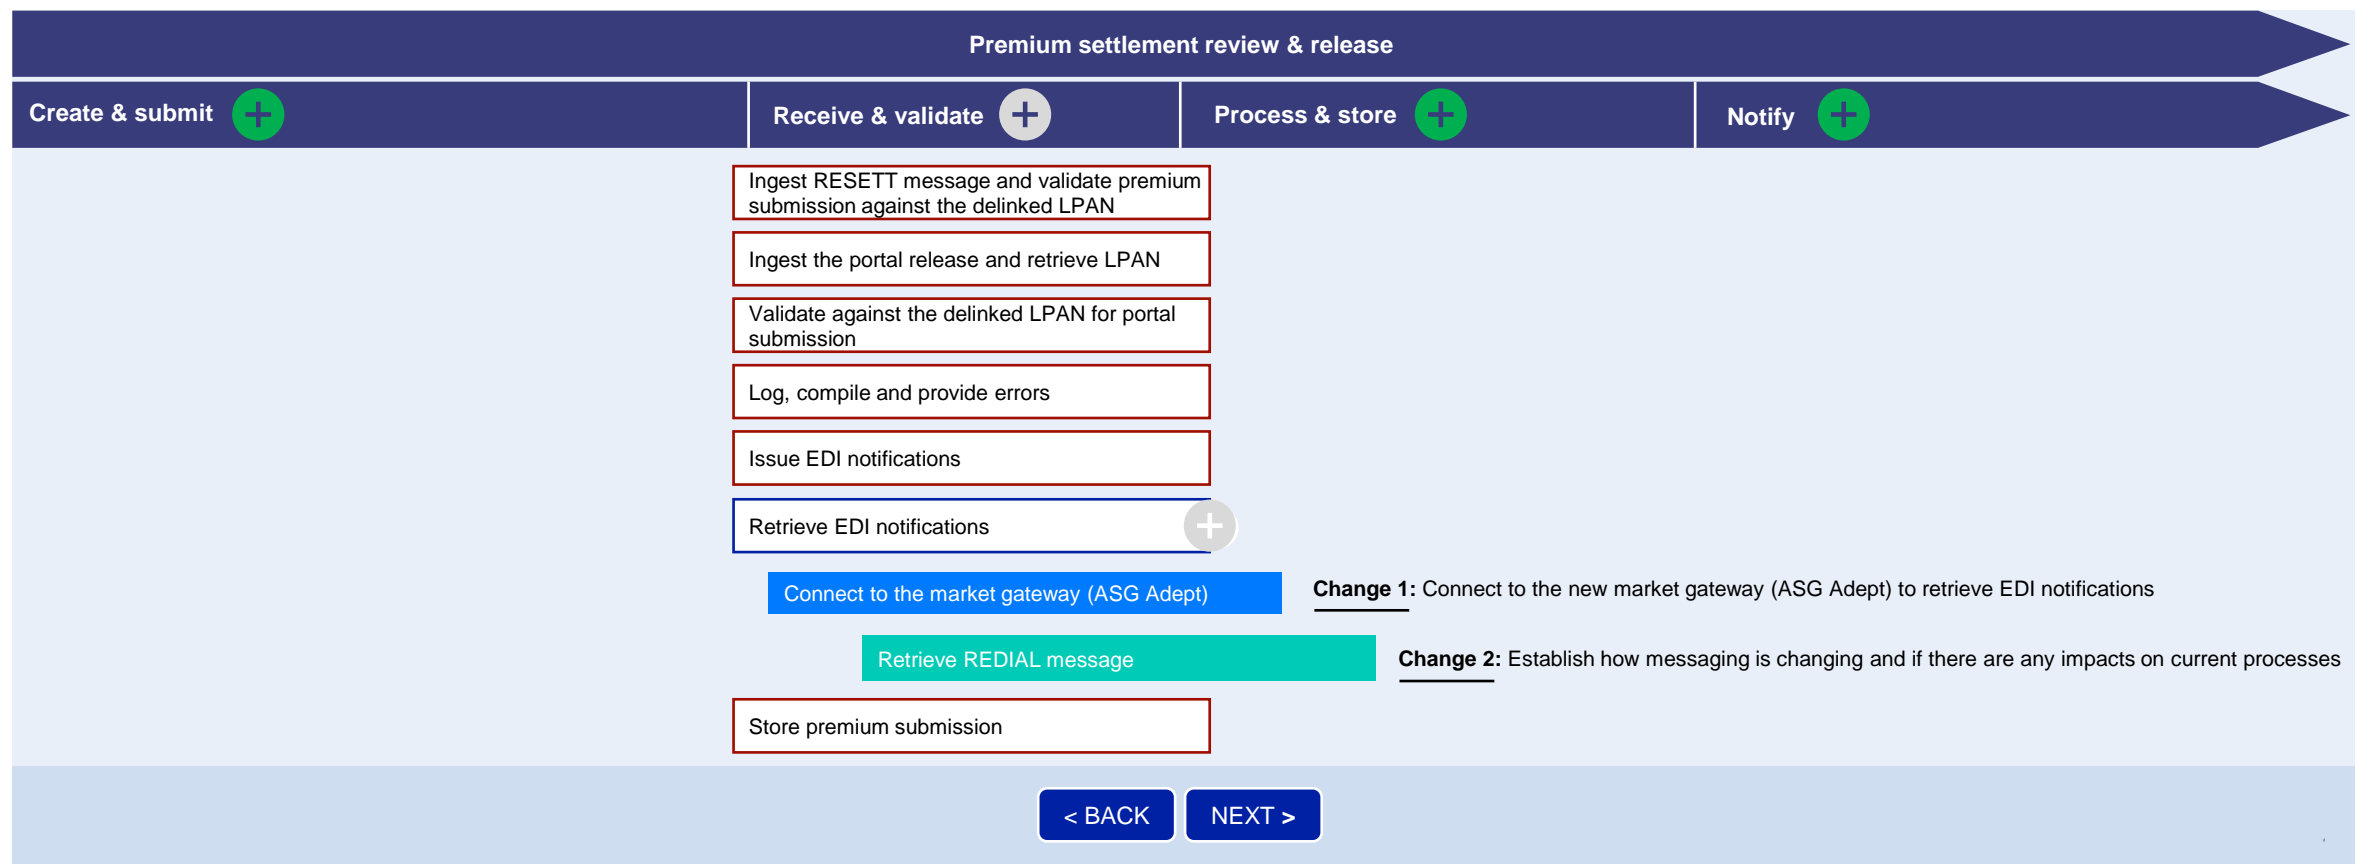 Premium settlement review & release
Create & submit
Receive & validate
Process & store
Notify
Ingest RESETT message and validate premium
submission against the delinked LPAN
Ingest the portal release and retrieve LPAN
Validate against the delinked LPAN for portal
submission
Log, compile and provide errors
Issue EDI notifications
Retrieve EDI notifications
Connect to the market gateway (ASG Adept)
Change 1: Connect to the new market gateway (ASG Adept) to retrieve EDI notifications
Retrieve REDIAL message
Change 2: Establish how messaging is changing and if there are any impacts on current processes
Store premium submission
< BACK
NEXT >